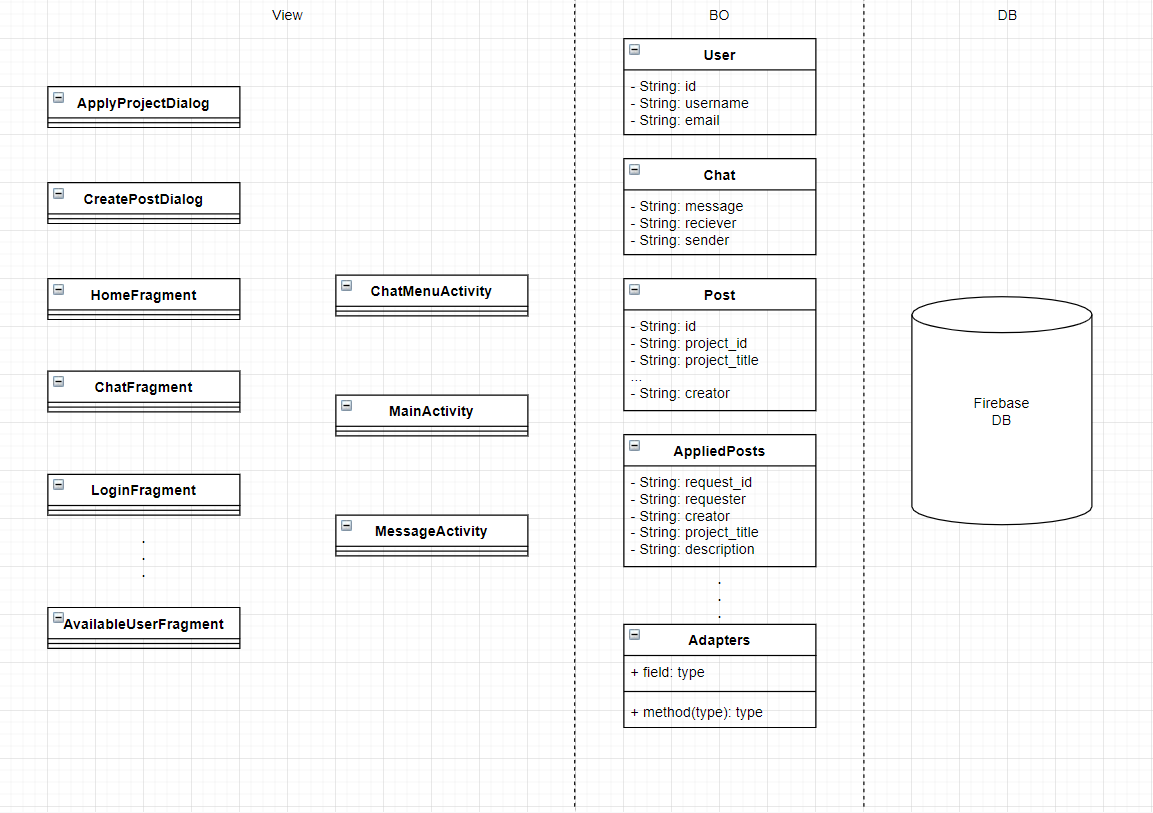 View
BO
DB
ApplyProjectDialog
CreatePostDialog
HomeFragment
ChatFragment
LoginFragment
.
.
.
AvailableUserFragment
ChatMenuActivity
MainActivity
MessageActivity
User
- String: id
- String: username
- String: email
Chat
- String: message
- String: reciever
- String: sender
Post
- String: id
- String: project_id
- String: project_title
...
- String: creator
AppliedPosts
- String: request_id
- String: requester
- String: creator
- String: project_title
- String: description
.
.
.
Adapters
+ field: type
+ method(type): type
Firebase
DB